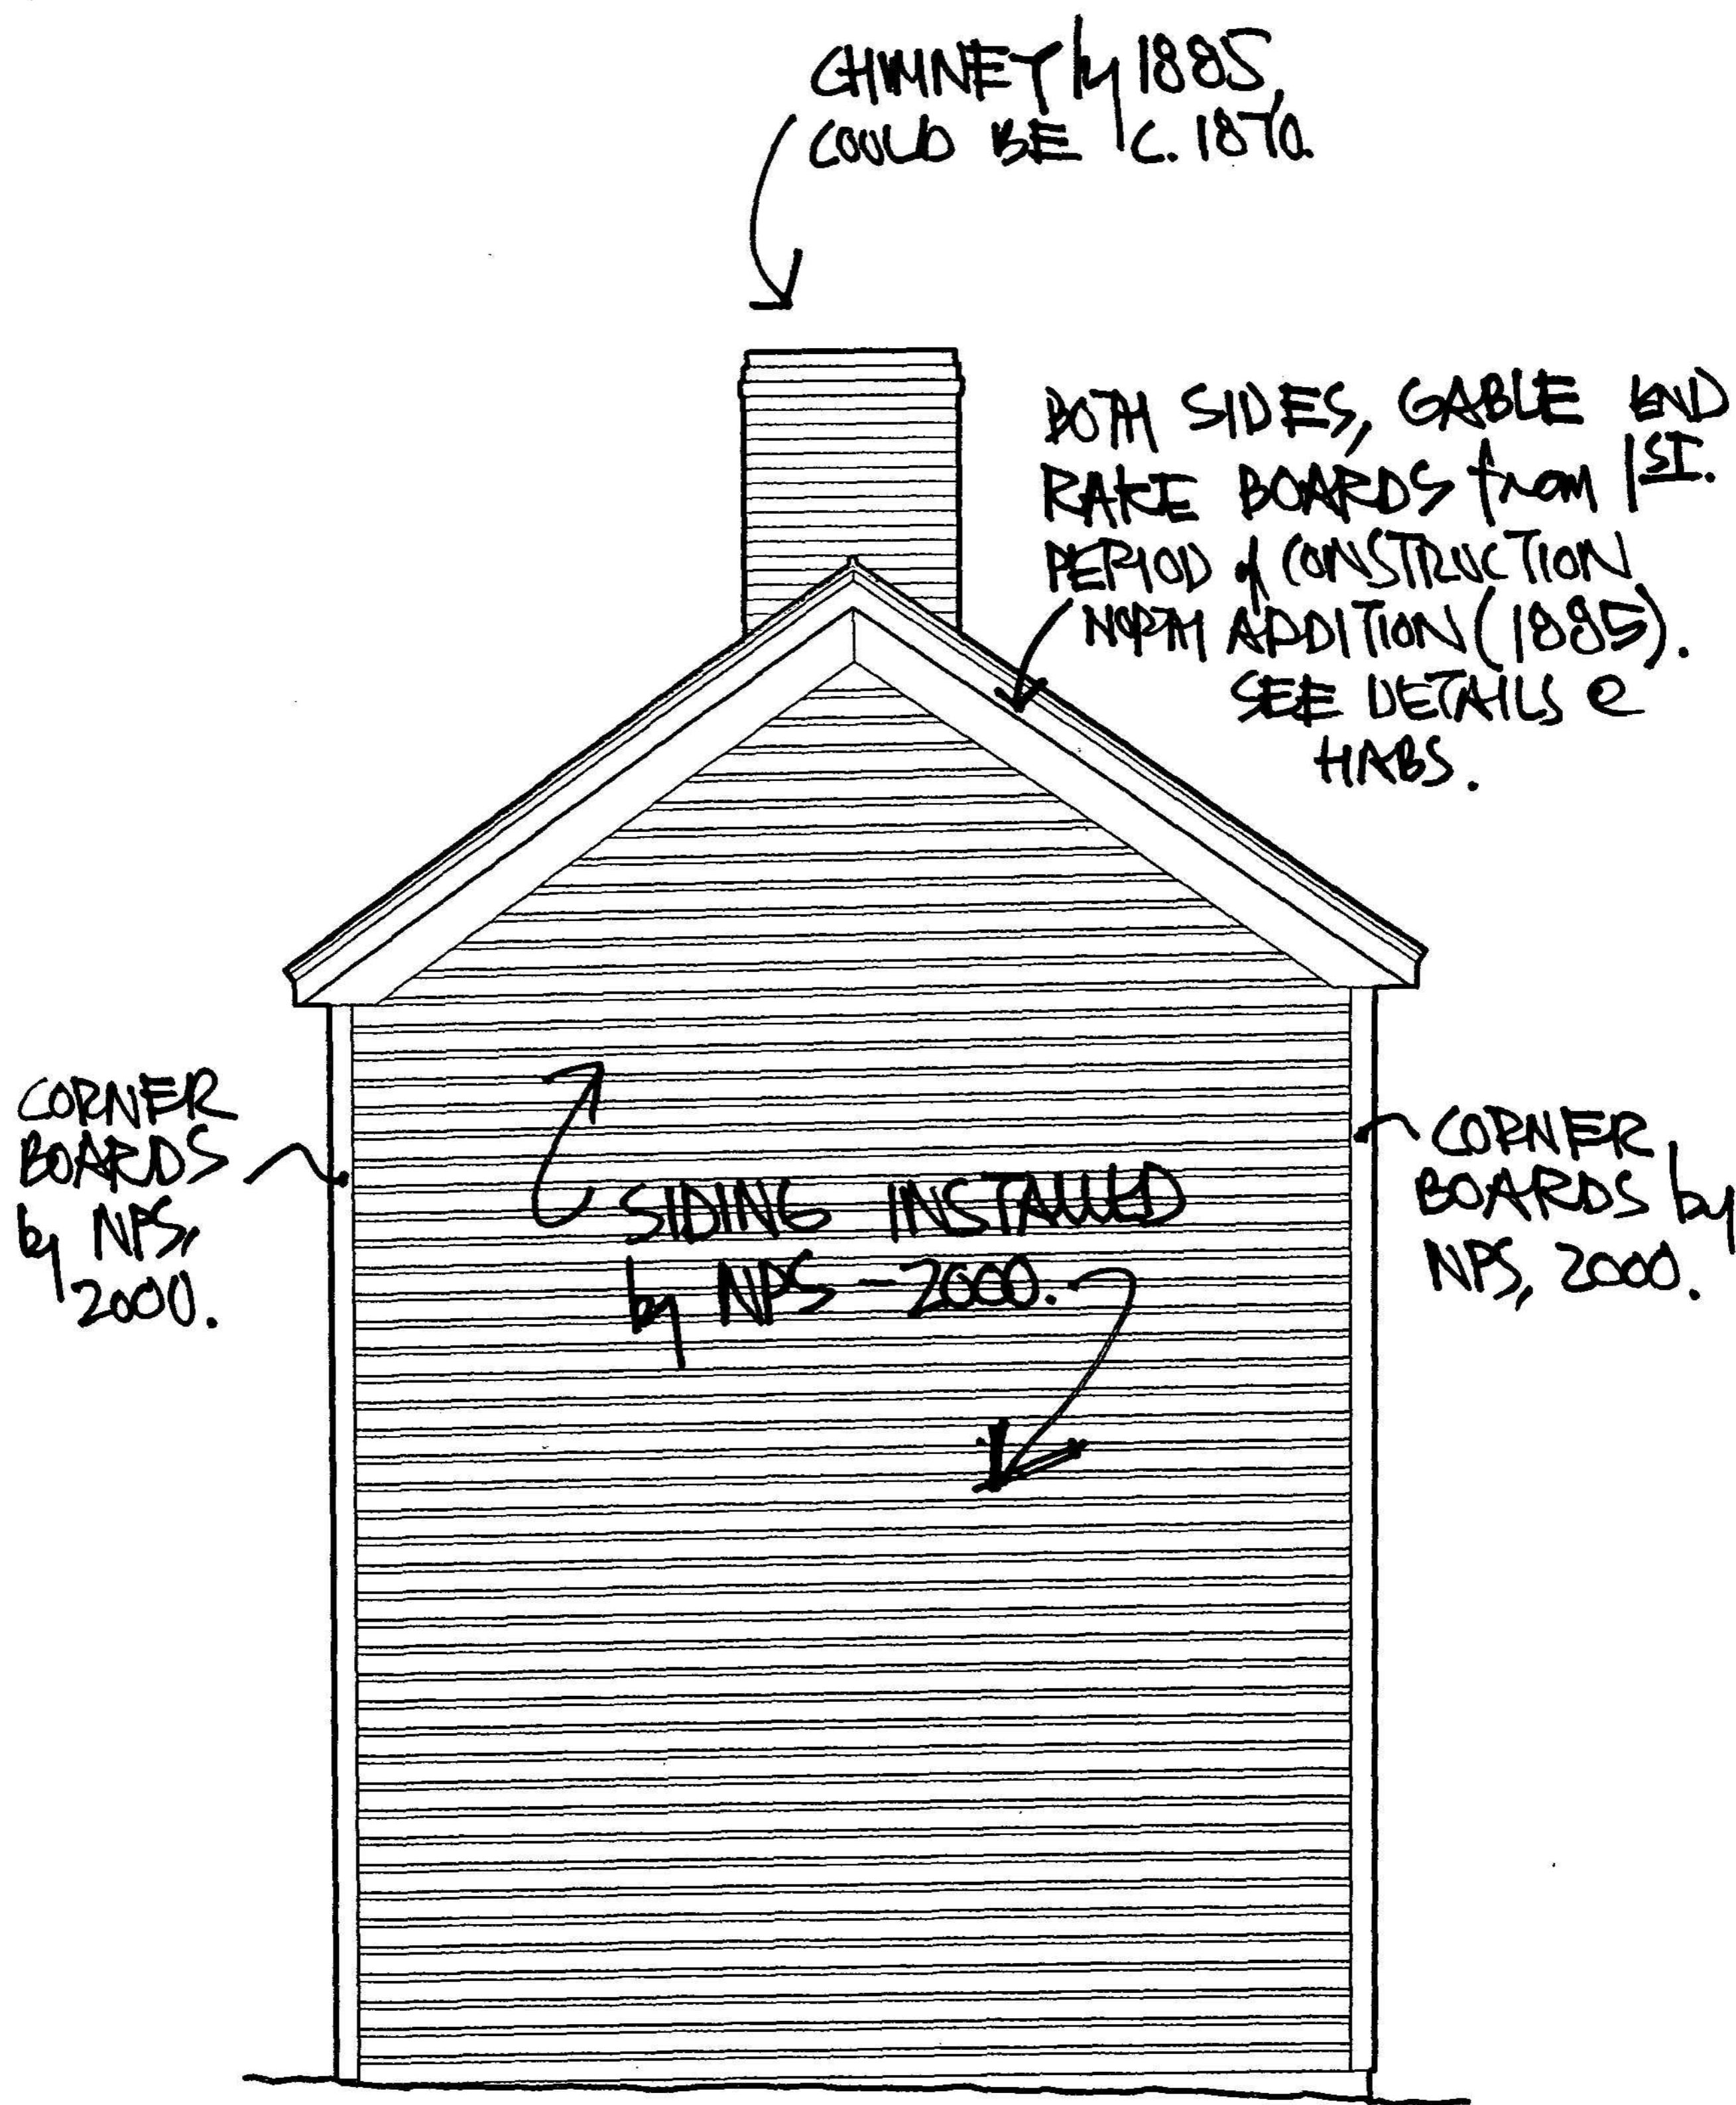 CHIMNEY by 1885,
COULD BE c. 1870.
BOTH SIDES, GABLE END
RAKE BOARDS from 1ST.
PERIOD of CONSTRUCTION,
NORTH ADDITION (1885).
SEE DETAILS @
HABS.
CORNER
BOARDS
by NPS,
2000.
SIDING INSTALLED
by NPS - 2000.
CORNER
BOARDS by
NPS, 2000.